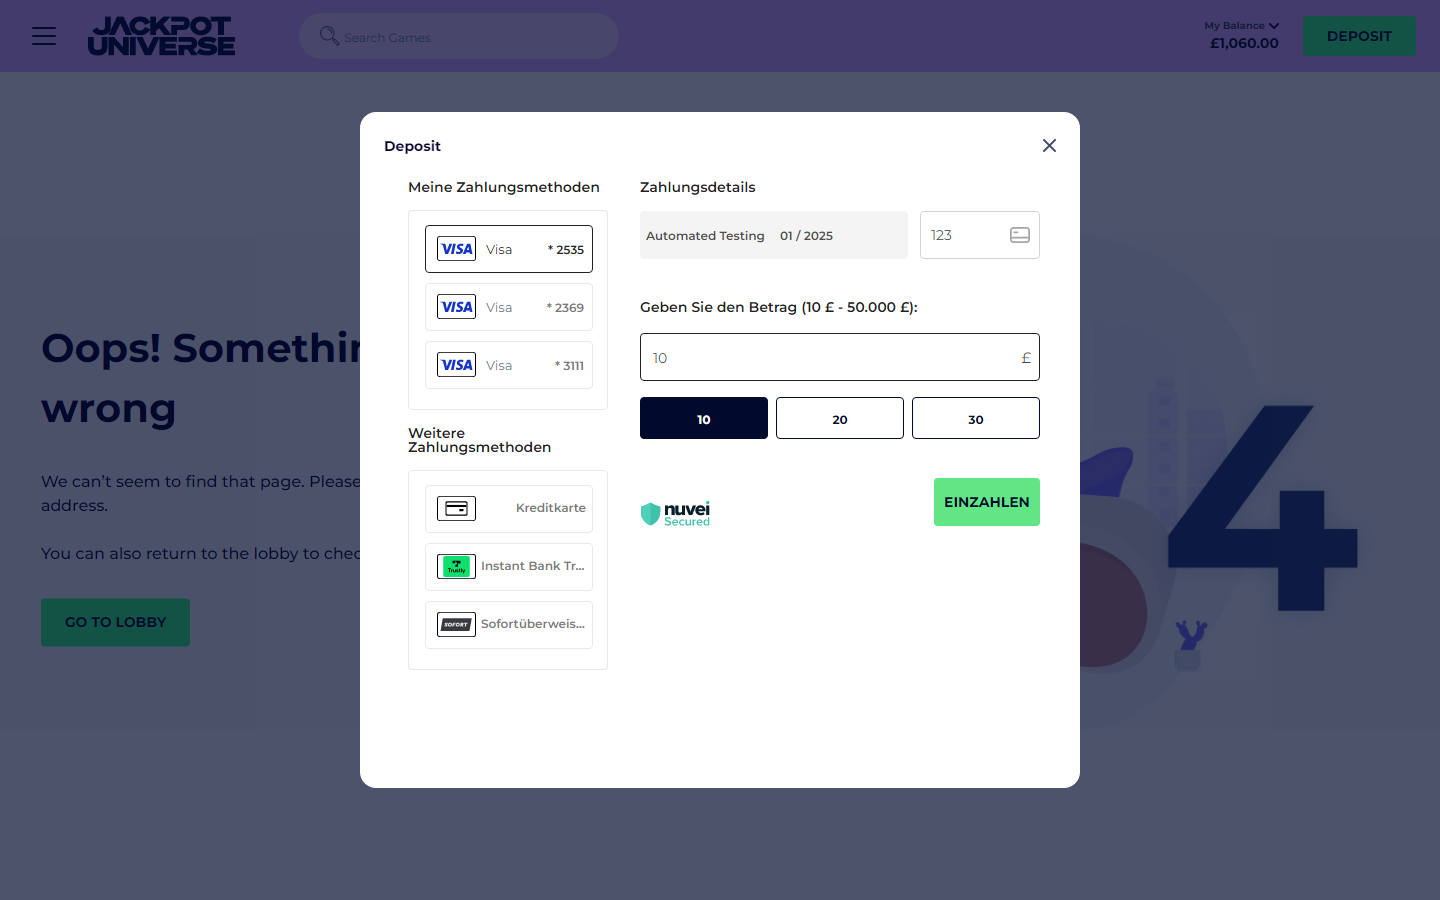 JACKPOT
UNIVERSE
Search Games
My Balance
£1,060.00
DEPOSIT
Oops! Somethin
wrong
We can't seem to find that page. Please
address.
You can also return to the lobby to chec
GO TO LOBBY
4
Deposit
Meine Zahlungsmethoden
VISA Visa * 2535
VISA Visa * 2369
VISA Visa * 3111
Weitere
Zahlungsmethoden
Kreditkarte
Trustly Instant Bank Tr...
SOFORT Sofortüberweis...
Zahlungsdetails
Automated Testing 01 / 2025
123
Geben Sie den Betrag (10 £ - 50.000 £):
10 £
10 20 30
nuvei
Secured
EINZAHLEN